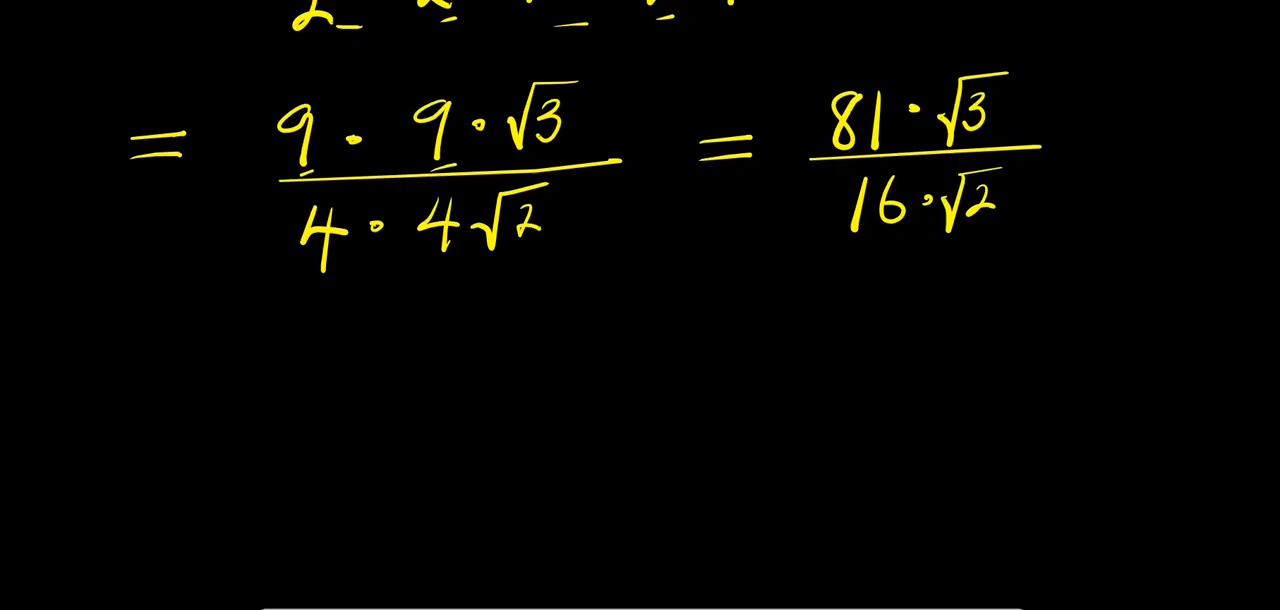 = 9 · 9 · √3 / 4 · 4√2 = 81 · √3 / 16 · √2